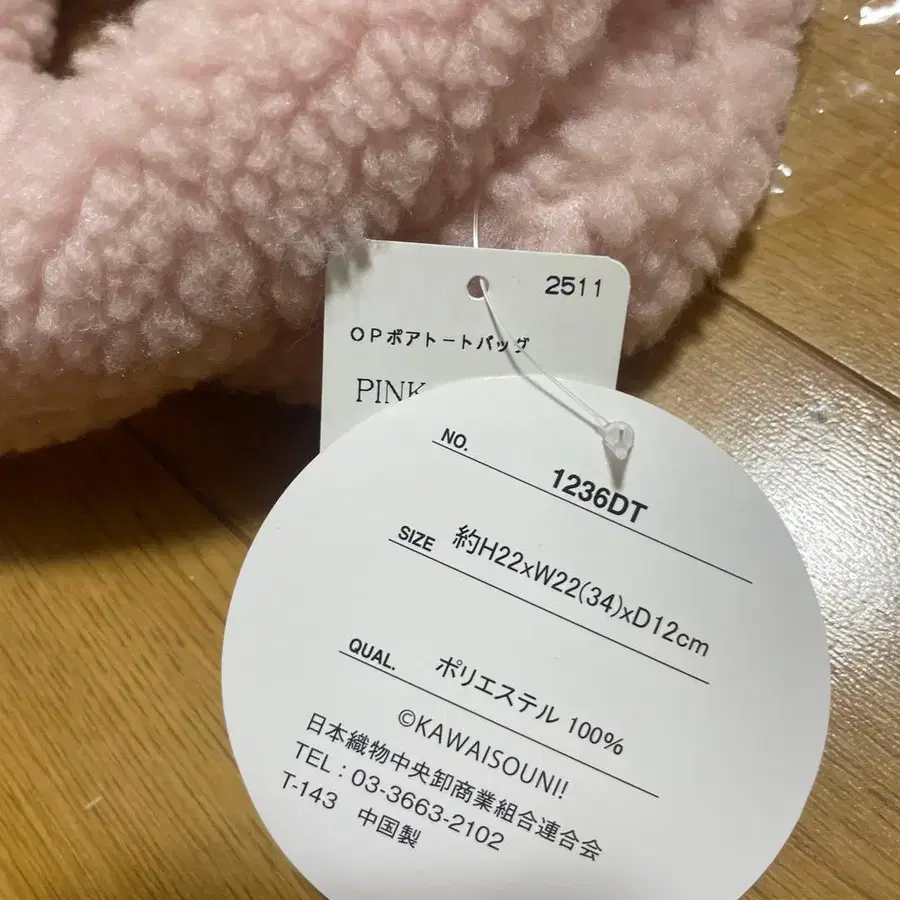 2511
OPボアトートバッグ
PINK
NO. 1236DT
SIZE 約H22xW22(34)xD12cm
QUAL. ポリエステル 100%
©KAWAISOUNI!
日本織物中央卸商業組合連合会
TEL : 03-3663-2102
T-143 中国製